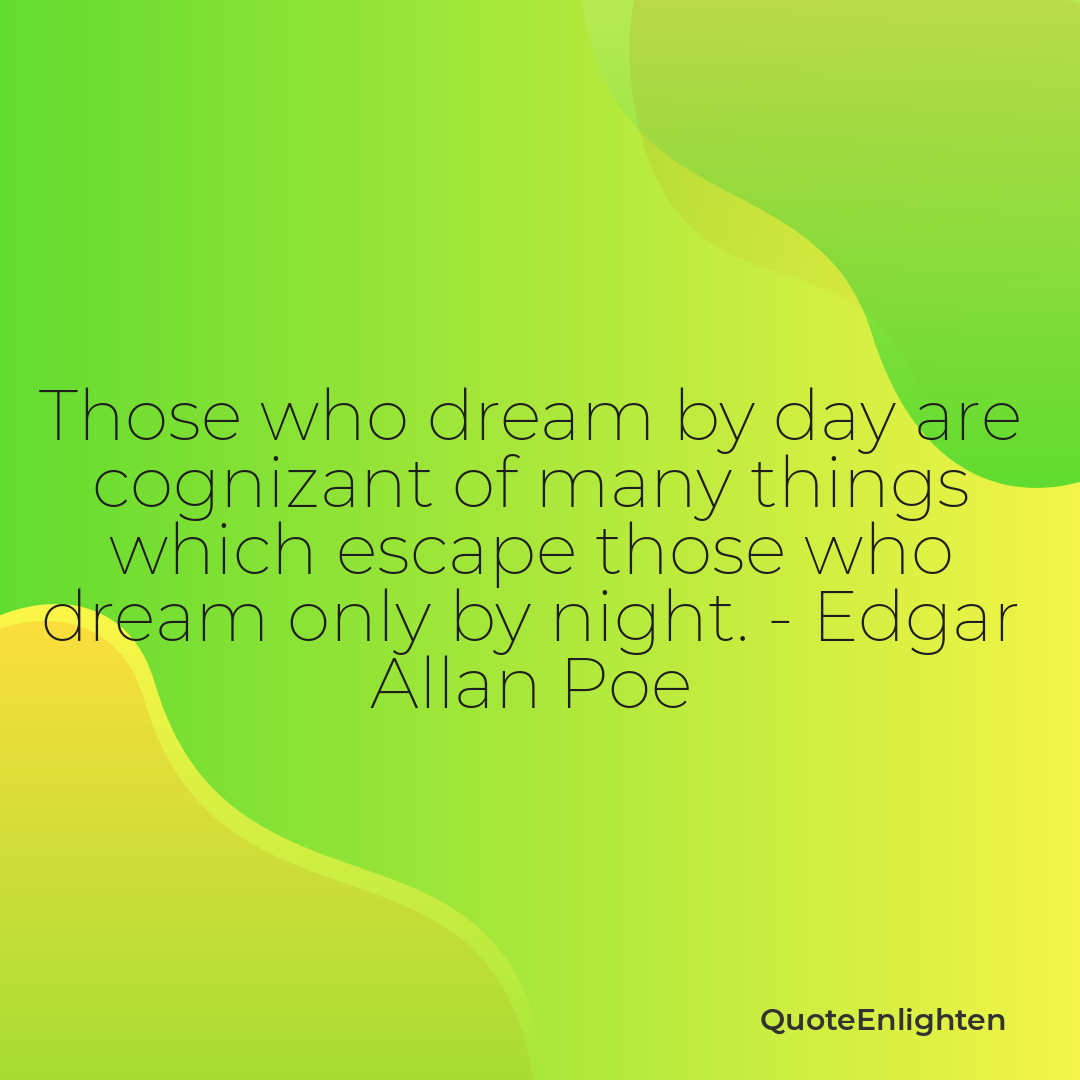 Those who dream by day are
cognizant of many things
which escape those who
dream only by night. - Edgar
Allan Poe
QuoteEnlighten